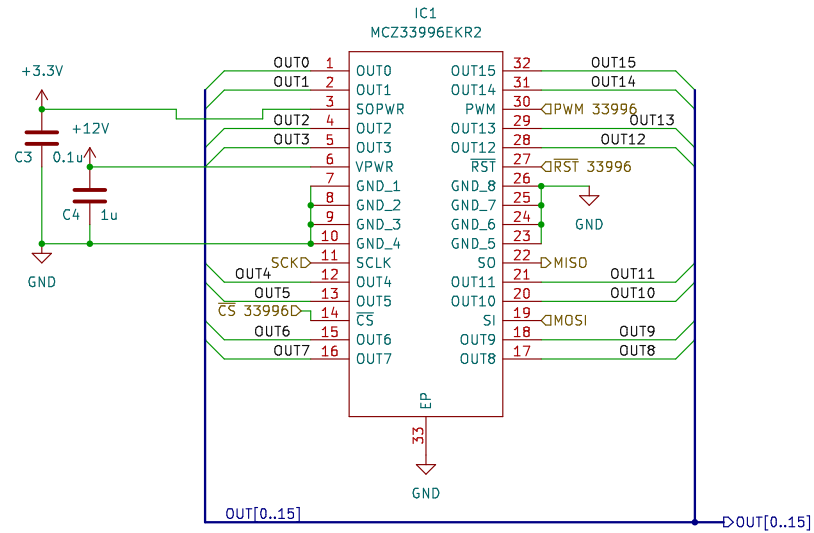 IC1
MCZ33996EKR2
+3.3V
OUT0 1 OUT0 OUT15 32 OUT15
OUT1 2 OUT1 OUT14 31 OUT14
3 SOPWR PWM 30 PWM 33996
OUT2 4 OUT2 OUT13 29 OUT13
+12V
OUT3 5 OUT3 OUT12 28 OUT12
C3 0.1u
6 VPWR RST 27 RST 33996
7 GND_1 GND_8 26
8 GND_2 GND_7 25
C4 1u
9 GND_3 GND_6 24
GND
10 GND_4 GND_5 23
SCK 11 SCLK SO 22 MISO
GND
OUT4 12 OUT4 OUT11 21 OUT11
OUT5 13 OUT5 OUT10 20 OUT10
CS 33996 14 CS SI 19 MOSI
OUT6 15 OUT6 OUT9 18 OUT9
OUT7 16 OUT7 OUT8 17 OUT8
EP
33
GND
OUT[0..15]
OUT[0..15]